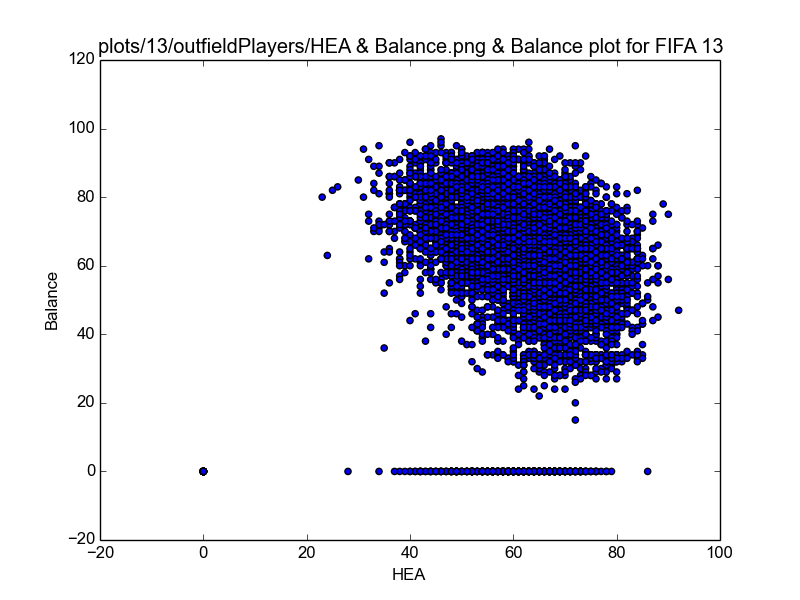 plots/13/outfieldPlayers/HEA & Balance.png & Balance plot for FIFA 13
120
100
80
60
40
20
0
−20
Balance
−20 0 20 40 60 80 100
HEA